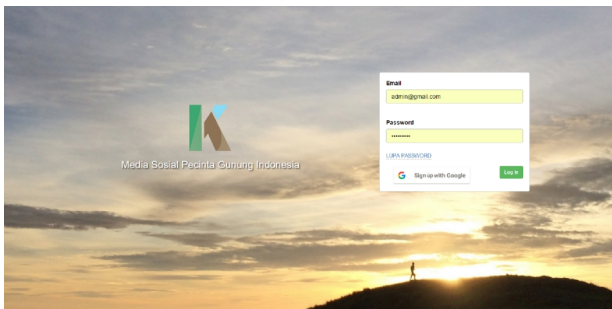 Media Sosial Pecinta Gunung Indonesia
Email
admin@gmail.com
Password
•••••••••
LUPA PASSWORD
Sign up with Google
Log in